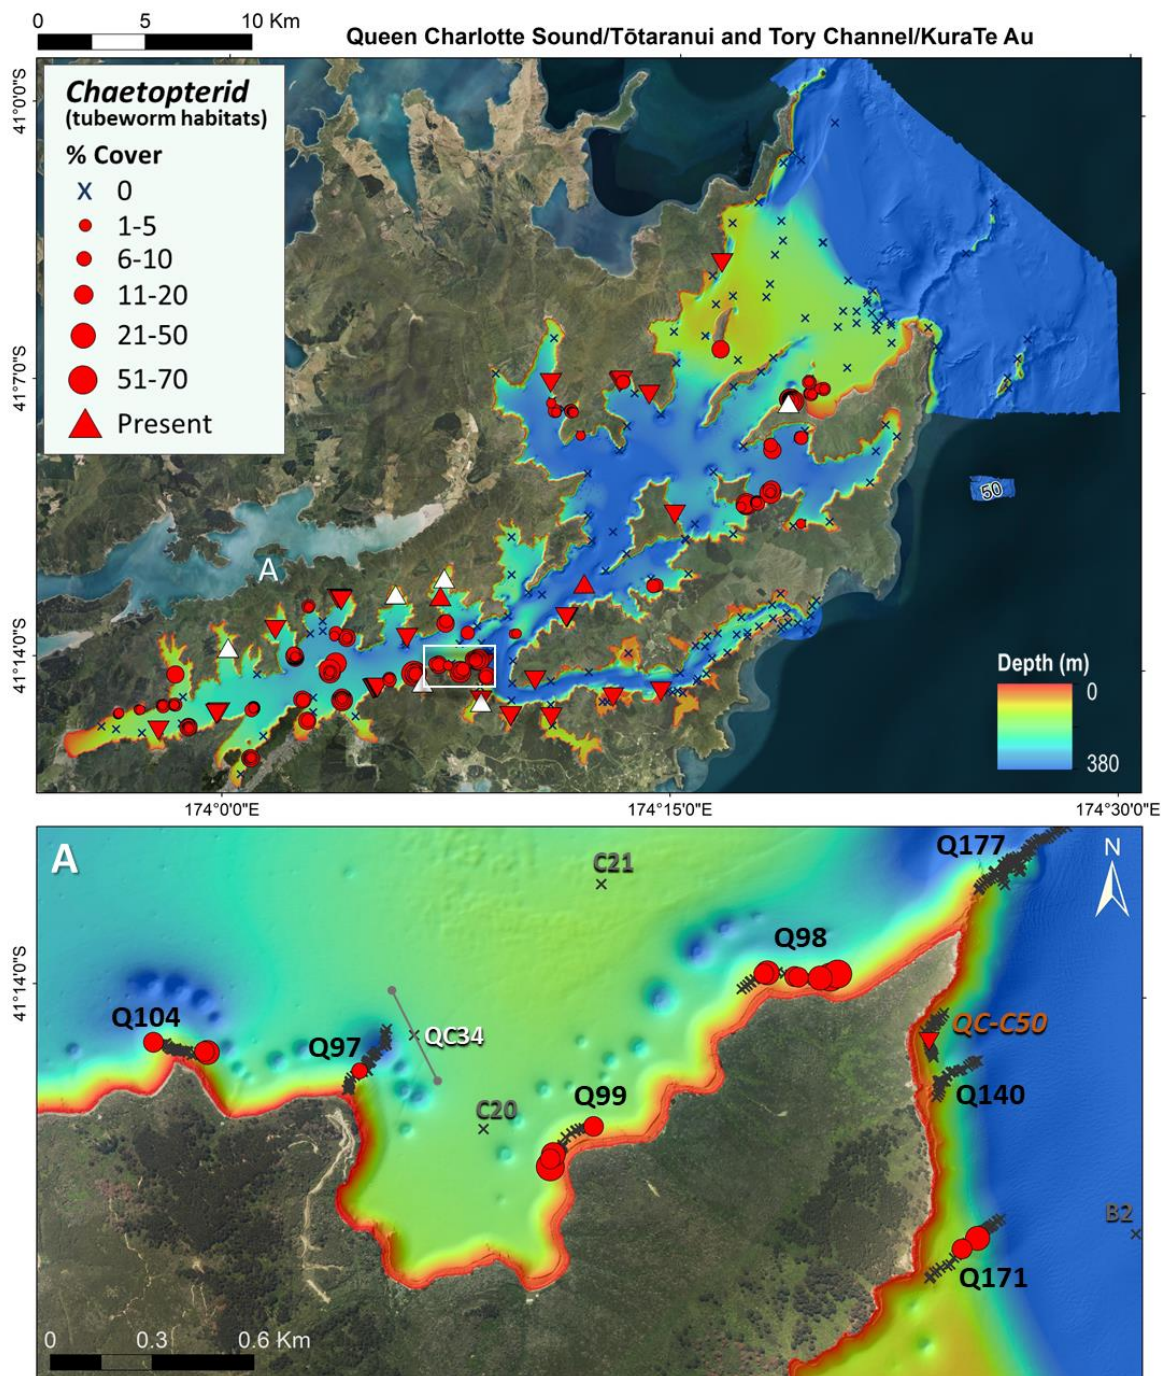 0 5 10 Km
Queen Charlotte Sound/Tōtaranui and Tory Channel/KuraTe Au
Chaetopterid
(tubeworm habitats)
% Cover
x 0
1-5
6-10
11-20
21-50
51-70
Present
41°0'0"S
41°7'0"S
41°14'0"S
50
A
Depth (m)
0
380
174°0'0"E 174°15'0"E 174°30'0"E
A
C21
Q177
N
Q98
41°14'0"S
Q104
Q97
QC34
QC-C50
Q99
C20
Q140
B2
Q171
0 0.3 0.6 Km